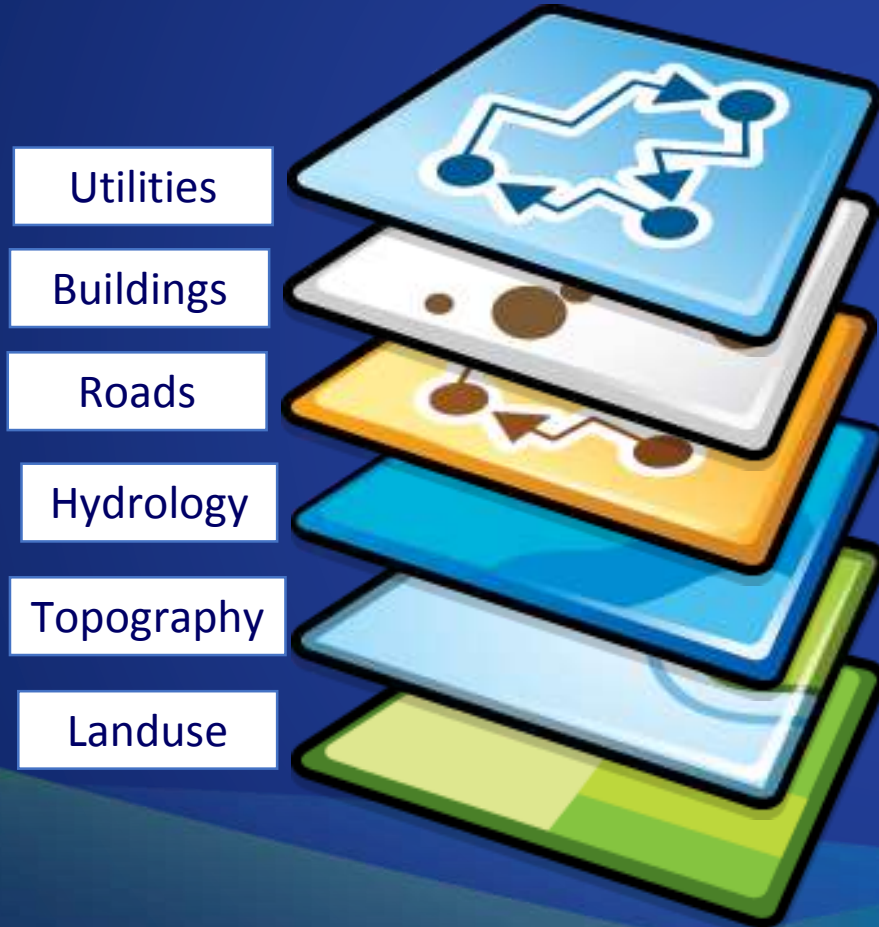 Utilities
Buildings
Roads
Hydrology
Topography
Landuse